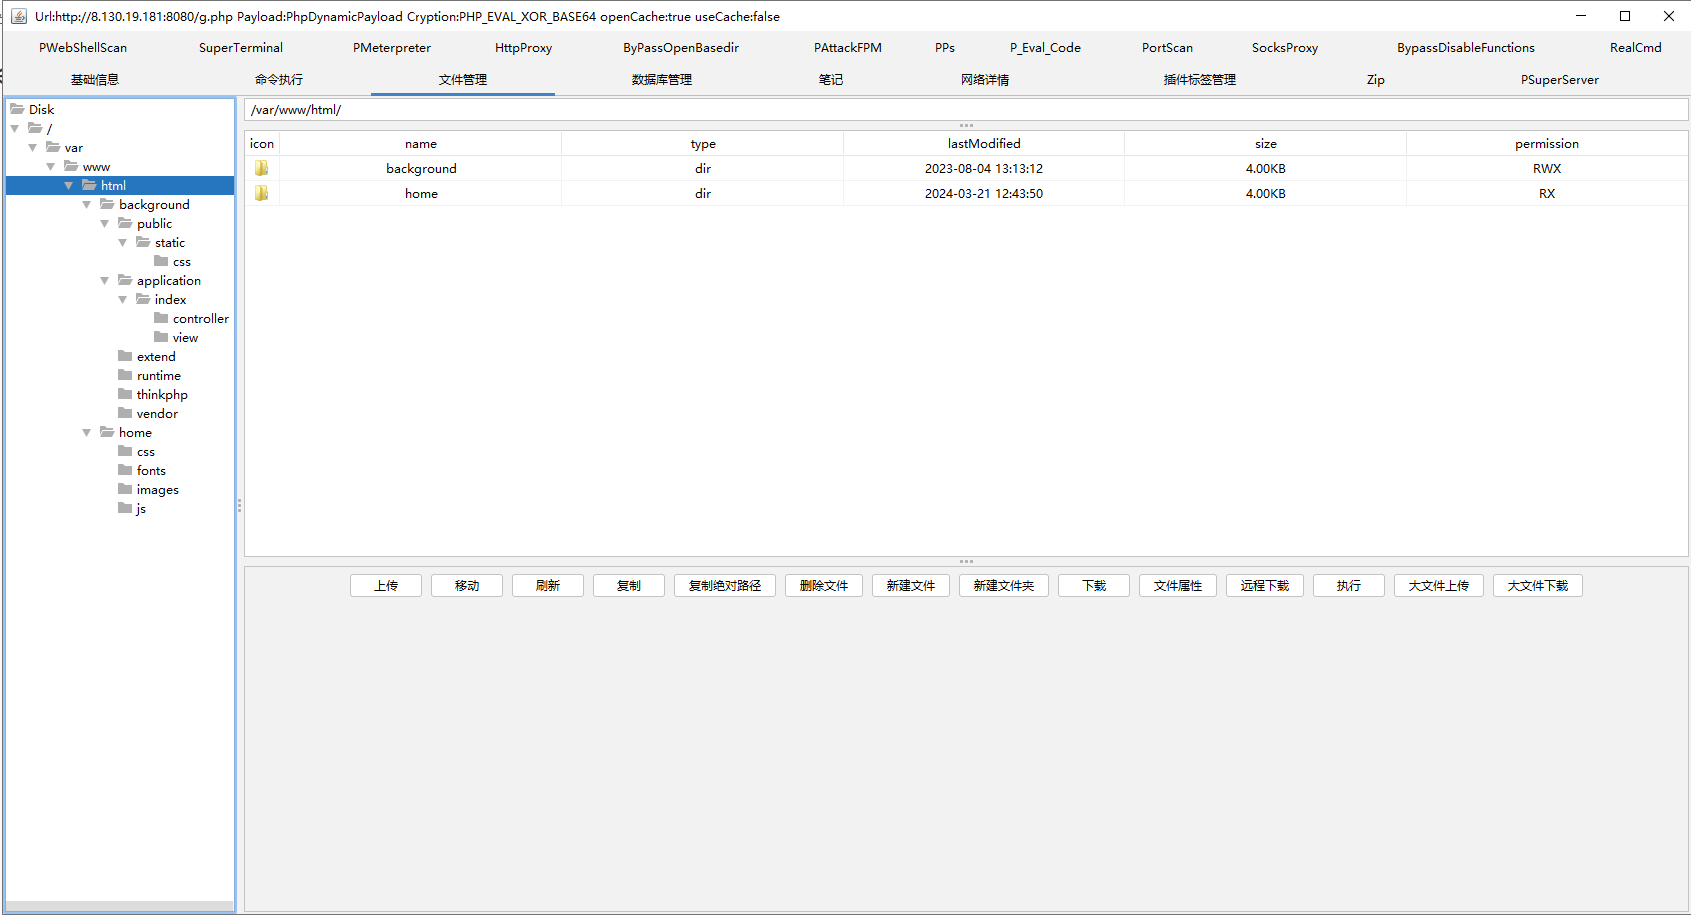 Url:http://8.130.19.181:8080/g.php Payload:PhpDynamicPayload Cryption:PHP_EVAL_XOR_BASE64 openCache:true useCache:false
PWebShellScan SuperTerminal PMeterpreter HttpProxy ByPassOpenBasedir PAttackFPM PPs P_Eval_Code PortScan SocksProxy BypassDisableFunctions RealCmd
基础信息 命令执行 文件管理 数据库管理 笔记 网络详情 插件标签管理 Zip PSuperServer
Disk
/
var
www
html
background
public
static
css
application
index
controller
view
extend
runtime
thinkphp
vendor
home
css
fonts
images
js
/var/www/html/
icon name type lastModified size permission
background dir 2023-08-04 13:13:12 4.00KB RWX
home dir 2024-03-21 12:43:50 4.00KB RX
上传 移动 刷新 复制 复制绝对路径 删除文件 新建文件 新建文件夹 下载 文件属性 远程下载 执行 大文件上传 大文件下载